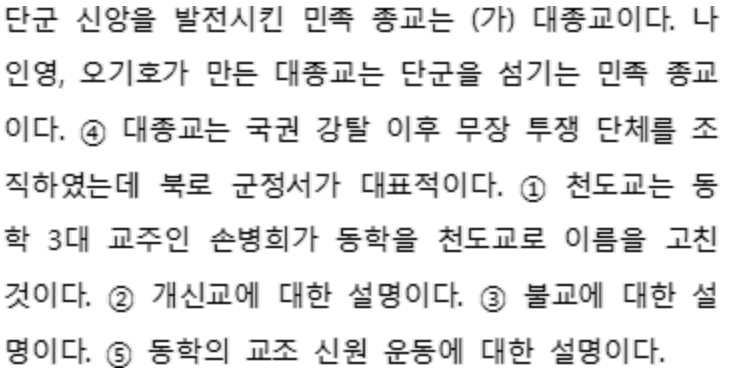 단군 신앙을 발전시킨 민족 종교는 (가) 대종교이다. 나
인영, 오기호가 만든 대종교는 단군을 섬기는 민족 종교
이다. ④ 대종교는 국권 강탈 이후 무장 투쟁 단체를 조
직하였는데 북로 군정서가 대표적이다. ① 천도교는 동
학 3대 교주인 손병희가 동학을 천도교로 이름을 고친
것이다. ② 개신교에 대한 설명이다. ③ 불교에 대한 설
명이다. ⑤ 동학의 교조 신원 운동에 대한 설명이다.